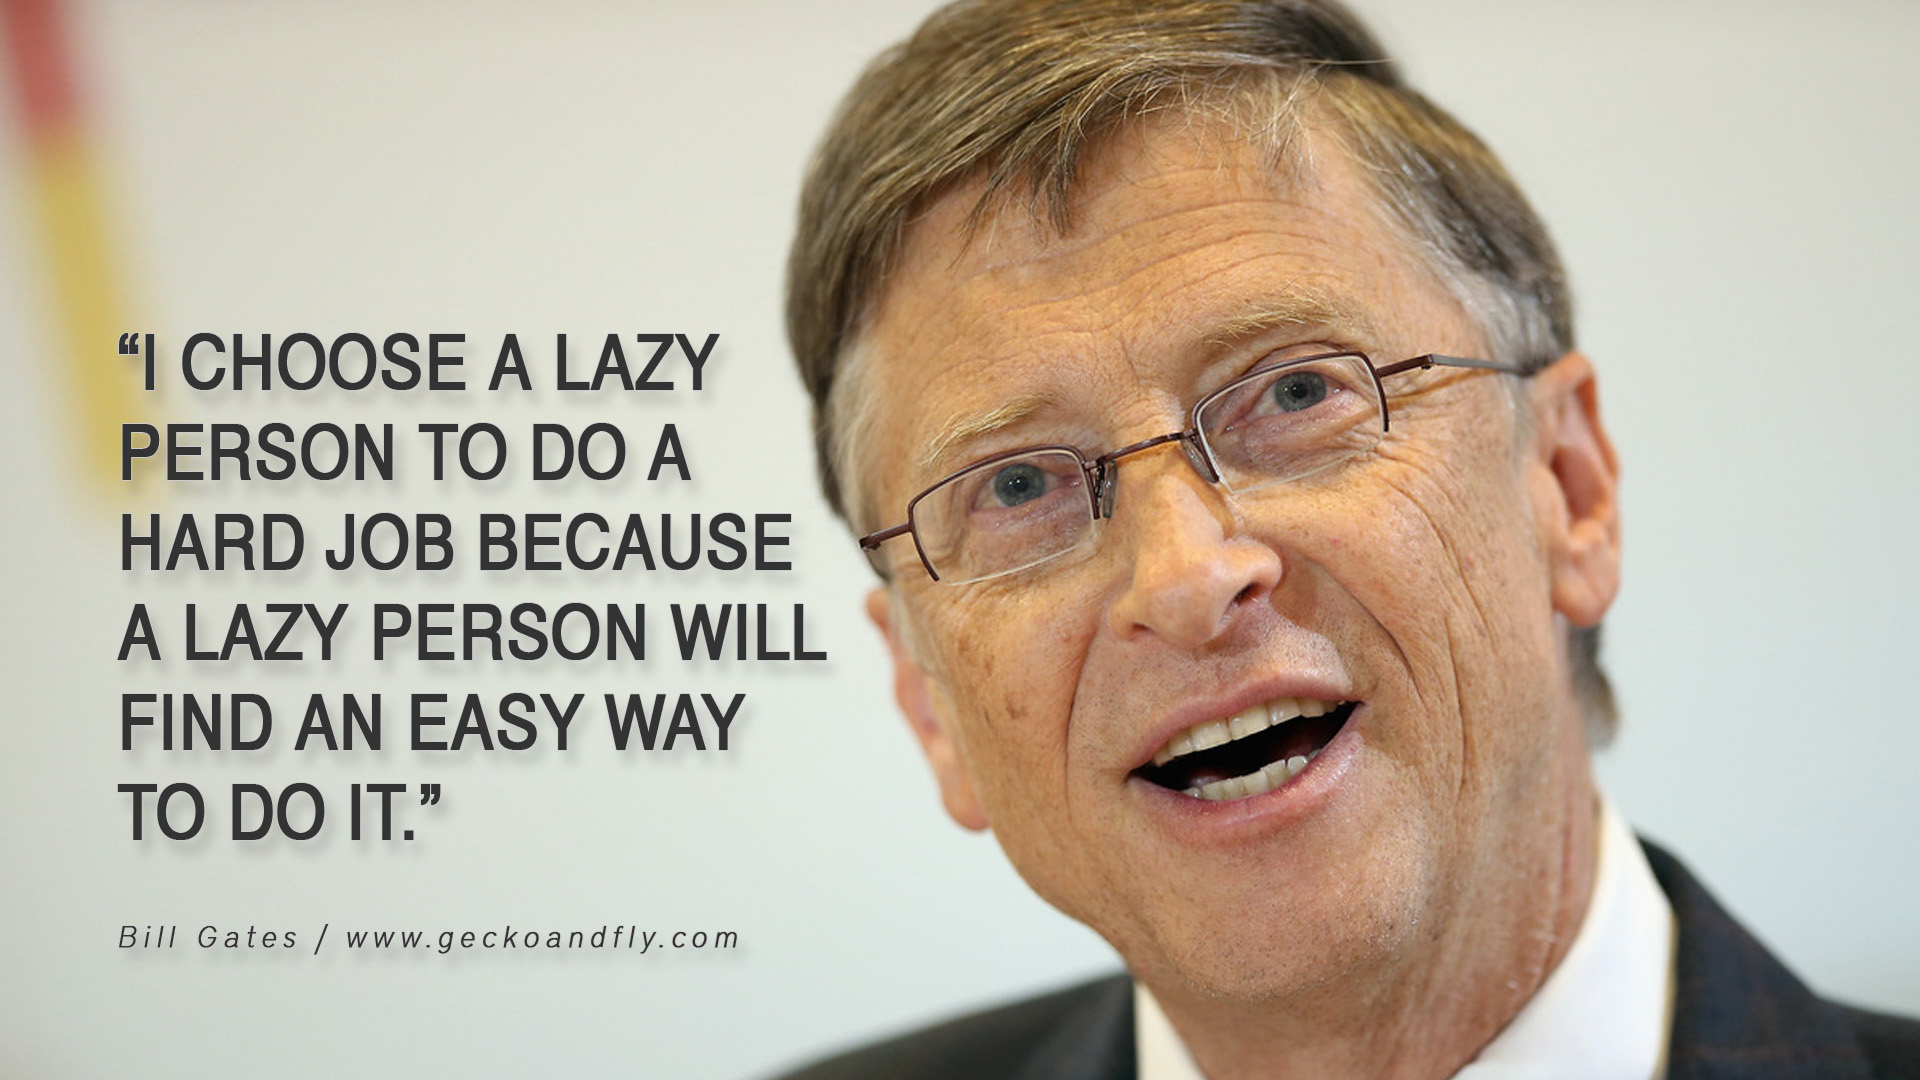 “I CHOOSE A LAZY
PERSON TO DO A
HARD JOB BECAUSE
A LAZY PERSON WILL
FIND AN EASY WAY
TO DO IT.”
Bill Gates / www.geckoandfly.com